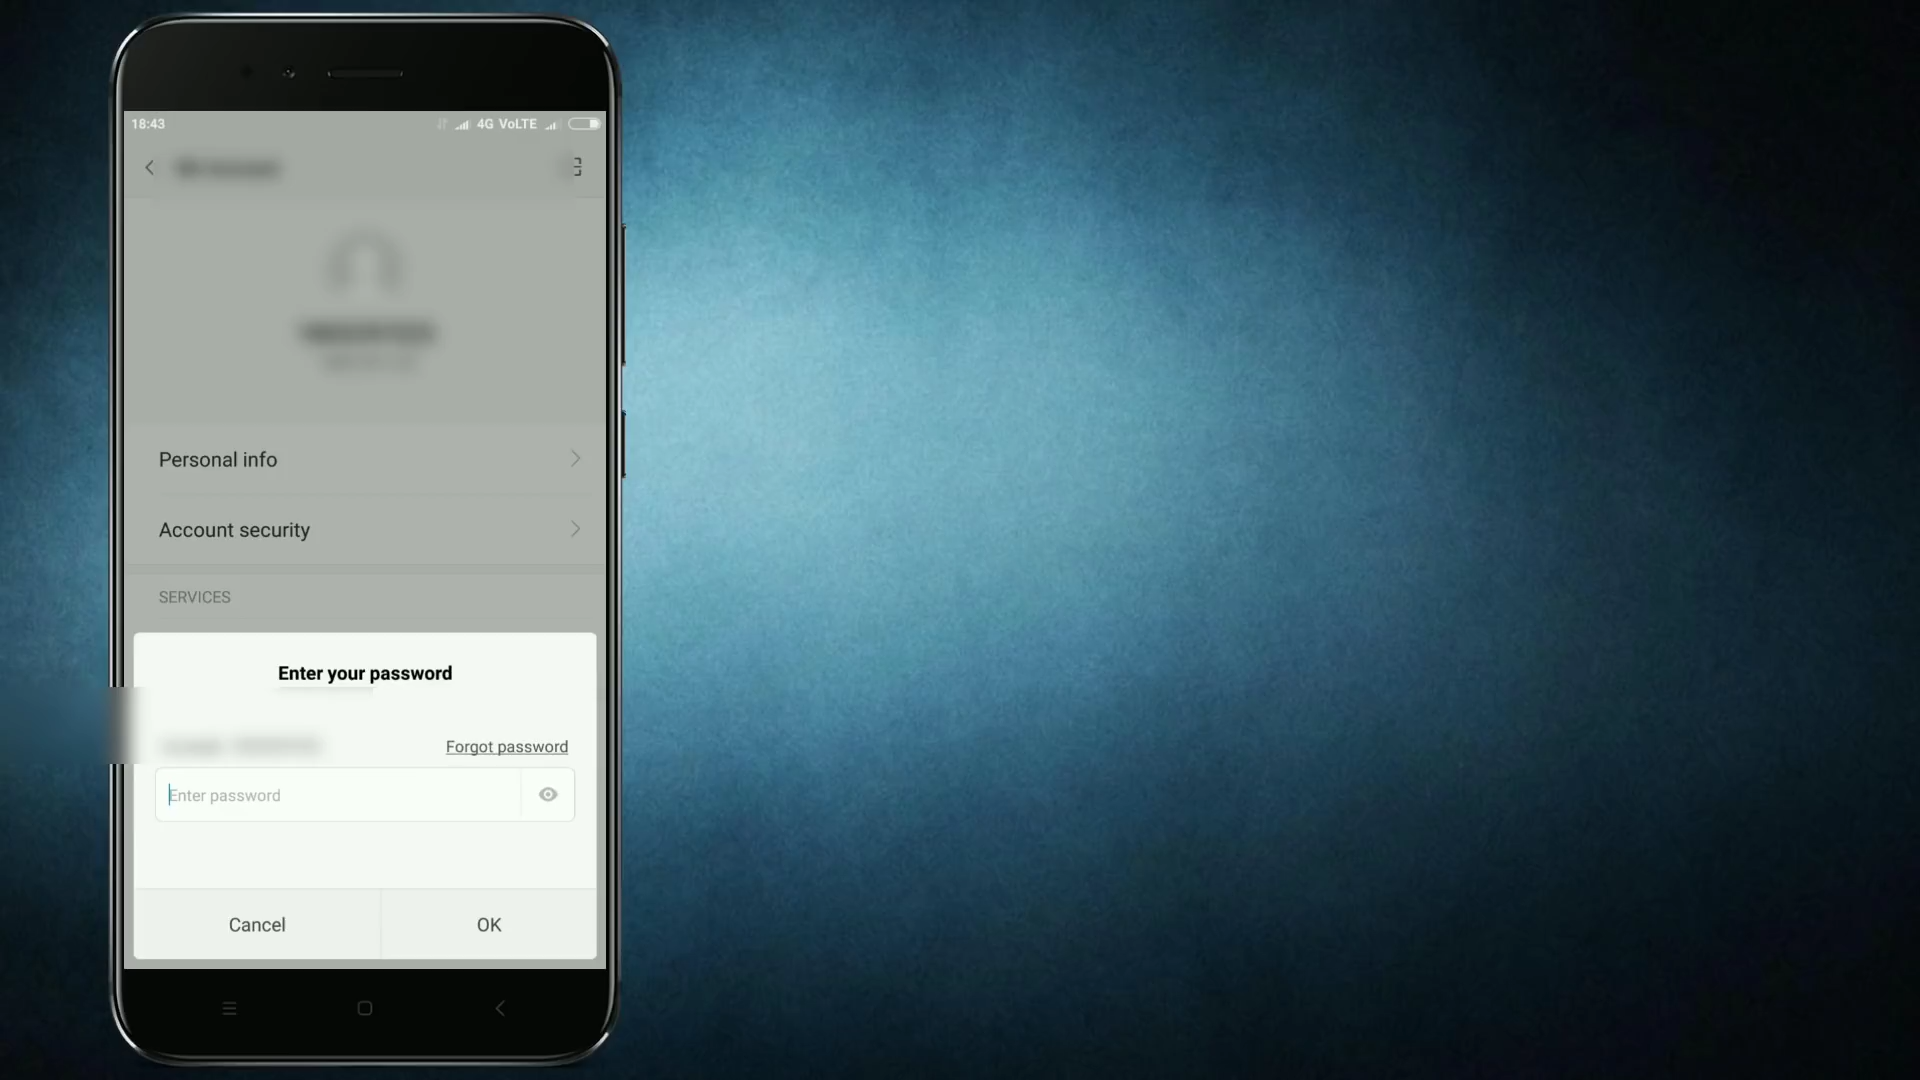 18:43
4G VoLTE
Personal info
Account security
SERVICES
Enter your password
Forgot password
Enter password
Cancel
OK